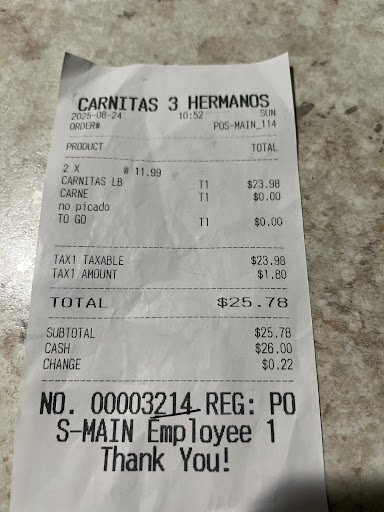 CARNITAS 3 HERMANOS
2025-08-24 10:52 SUN
ORDER# POS-MAIN_114
PRODUCT TOTAL
2 X @ 11.99
CARNITAS LB T1 $23.98
CARNE T1 $0.00
no picado
TO GO T1 $0.00
TAX1 TAXABLE $23.98
TAX1 AMOUNT $1.80
TOTAL $25.78
SUBTOTAL $25.78
CASH $26.00
CHANGE $0.22
NO. 00003214 REG: PO
S-MAIN Employee 1
Thank You!